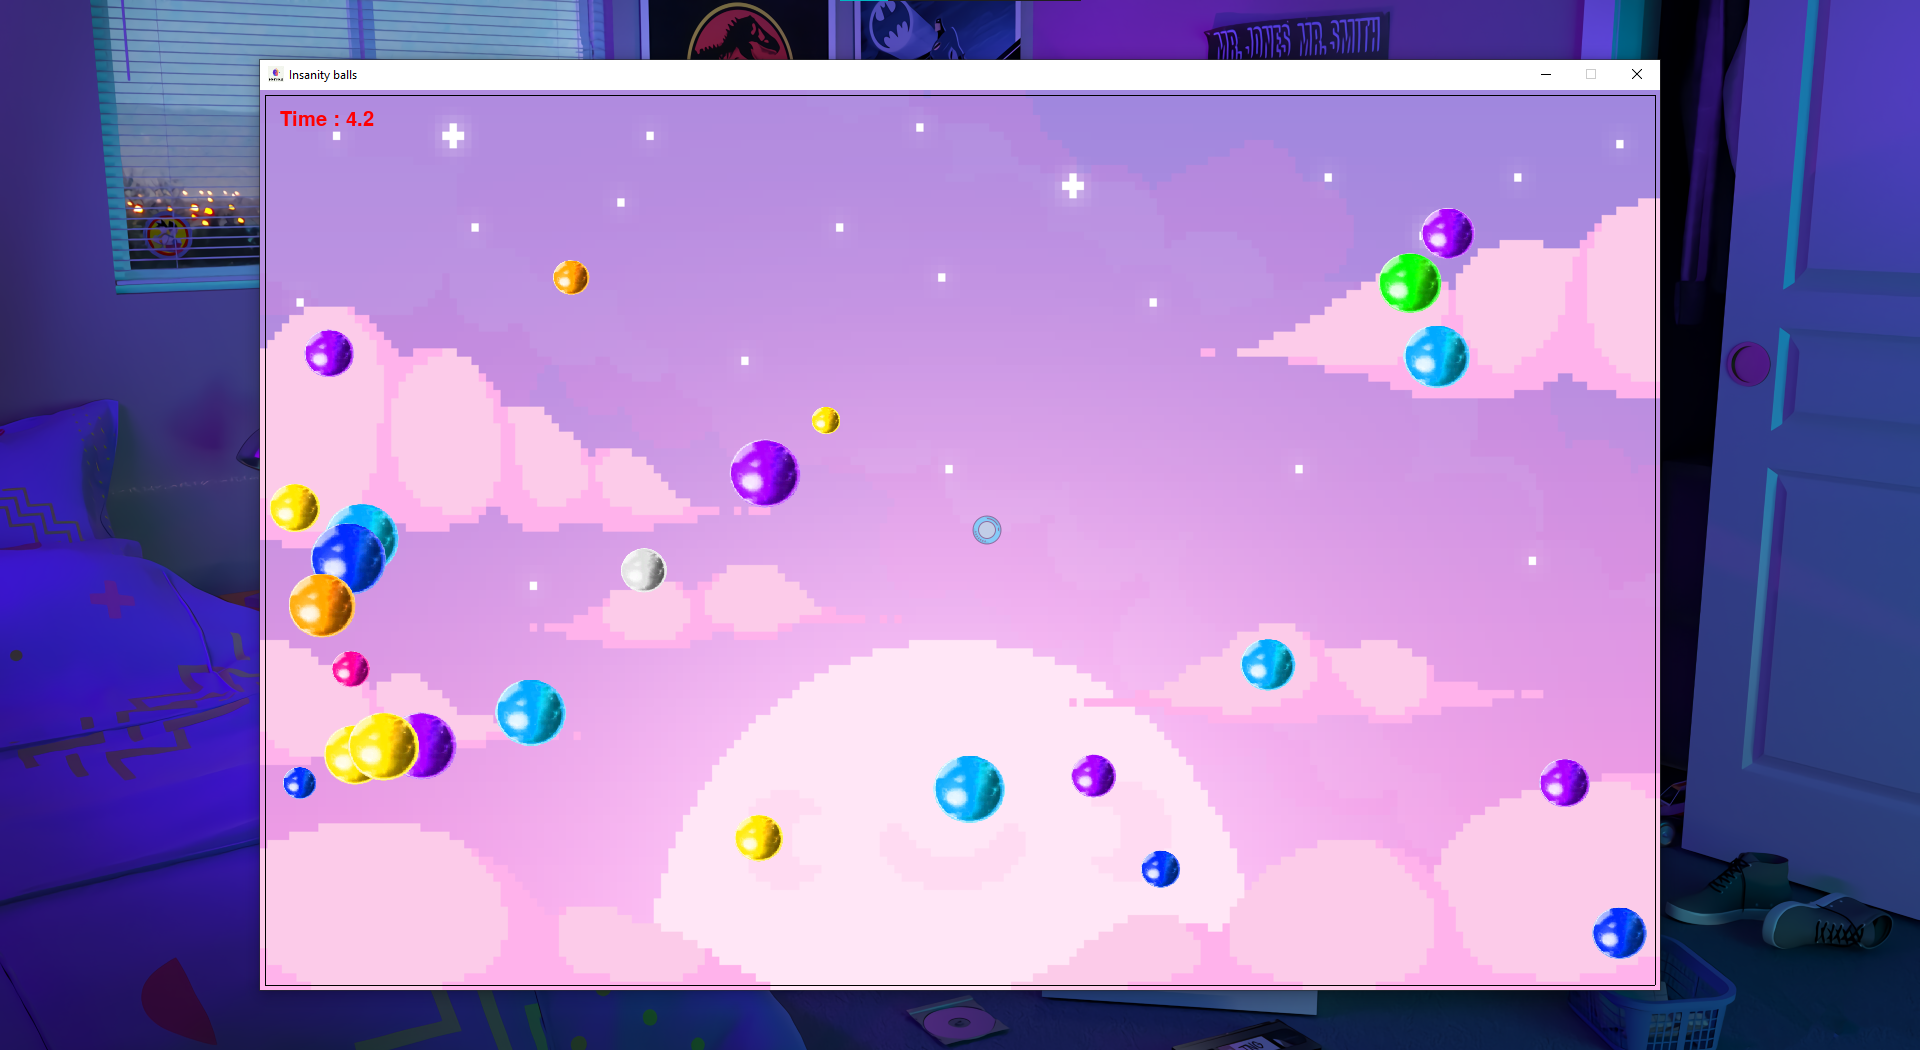 MR. JONES MR. SMITH
Insanity balls
Time : 4.2